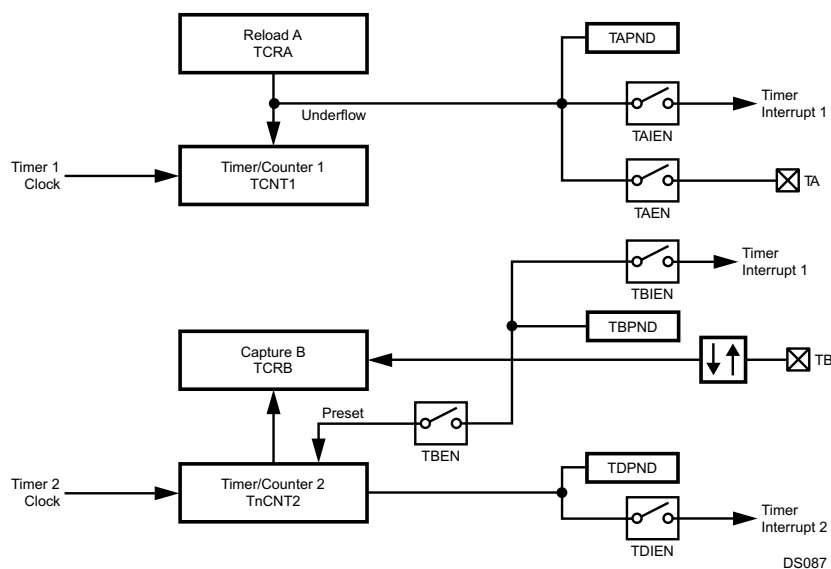 Reload A
TCRA
TAPND
Underflow
TAIEN
Timer
Interrupt 1
Timer 1
Clock
Timer/Counter 1
TCNT1
TAEN
TA
TBIEN
Timer
Interrupt 1
TBPND
Capture B
TCRB
TB
Preset
TBEN
Timer 2
Clock
Timer/Counter 2
TnCNT2
TDPND
TDIEN
Timer
Interrupt 2
DS087